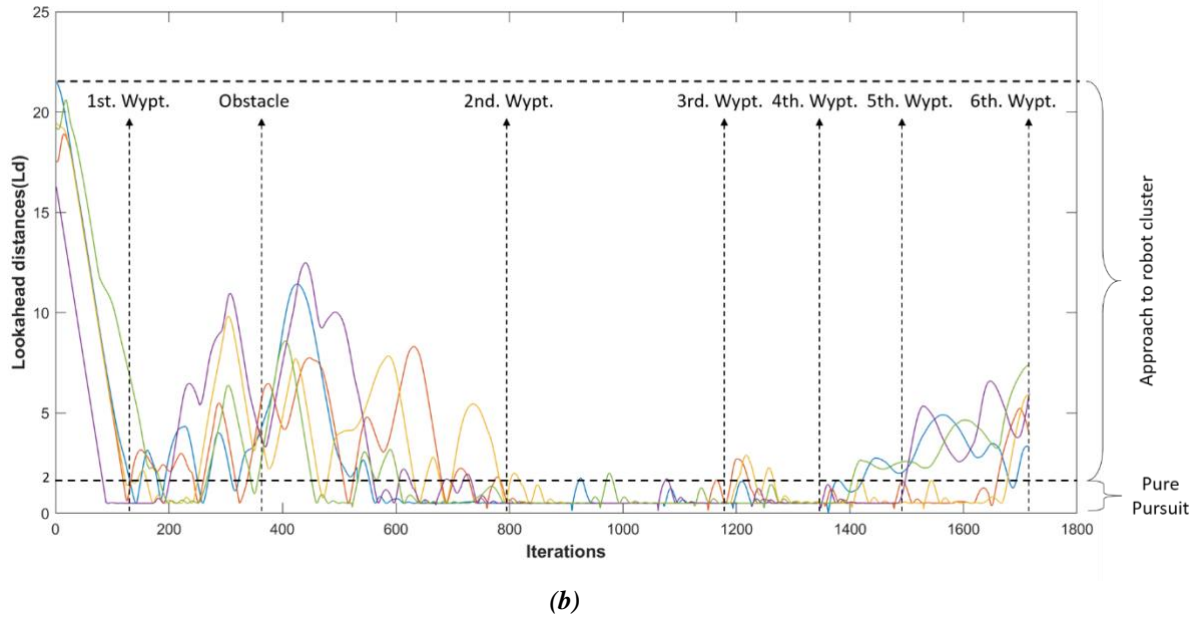 25
20
15
10
5
2
0
Lookahead distances(Ld)
1st. Wypt.
Obstacle
2nd. Wypt.
3rd. Wypt.
4th. Wypt.
5th. Wypt.
6th. Wypt.
Approach to robot cluster
Pure
Pursuit
0
200
400
600
800
1000
1200
1400
1600
1800
Iterations
(b)